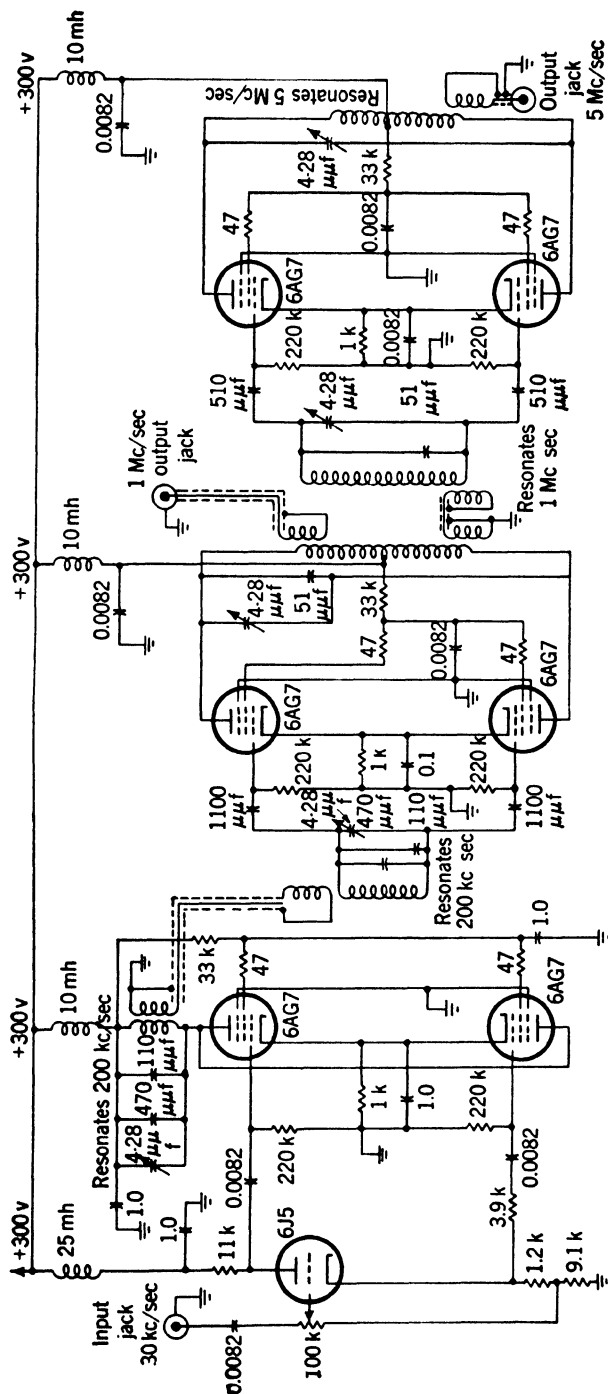 +300 v
25 mh
Input
jack
30 kc/sec
0.0082
100 k
1.0
11 k
6J5
1.2 k
9.1 k
3.9 k
0.0082
0.0082
+300 v
10 mh
Resonates 200 kc/sec
1.0
4-28
μμ
f
470
μμf
110
μμf
33 k
47
6AG7
220 k
1 k
1.0
220 k
47
6AG7
1.0
Resonates
200 kc sec
+300 v
10 mh
0.0082
1 Mc/sec
output
jack
4-28
μμf
51
μμf
33 k
47
6AG7
1100
μμf
220 k
4-28
μμ
f
470
μμf
110
μμf
1 k
0.1
0.0082
220 k
1100
μμf
47
6AG7
Resonates
1 Mc sec
+300 v
10 mh
0.0082
Resonates 5 Mc/sec
4-28
μμf
33 k
0.0082
47
6AG7
510
μμf
220 k
4-28
μμf
1 k
0.0082
51
μμf
220 k
510
μμf
47
6AG7
Output
jack
5 Mc/sec